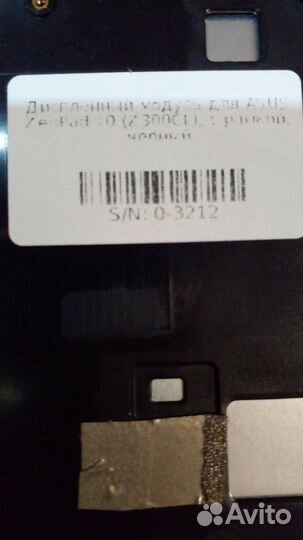 Дисплейный модуль для ASUS
ZenPad 10 (Z300CL), с рамкой,
черный
S/N: 0-3212
Avito